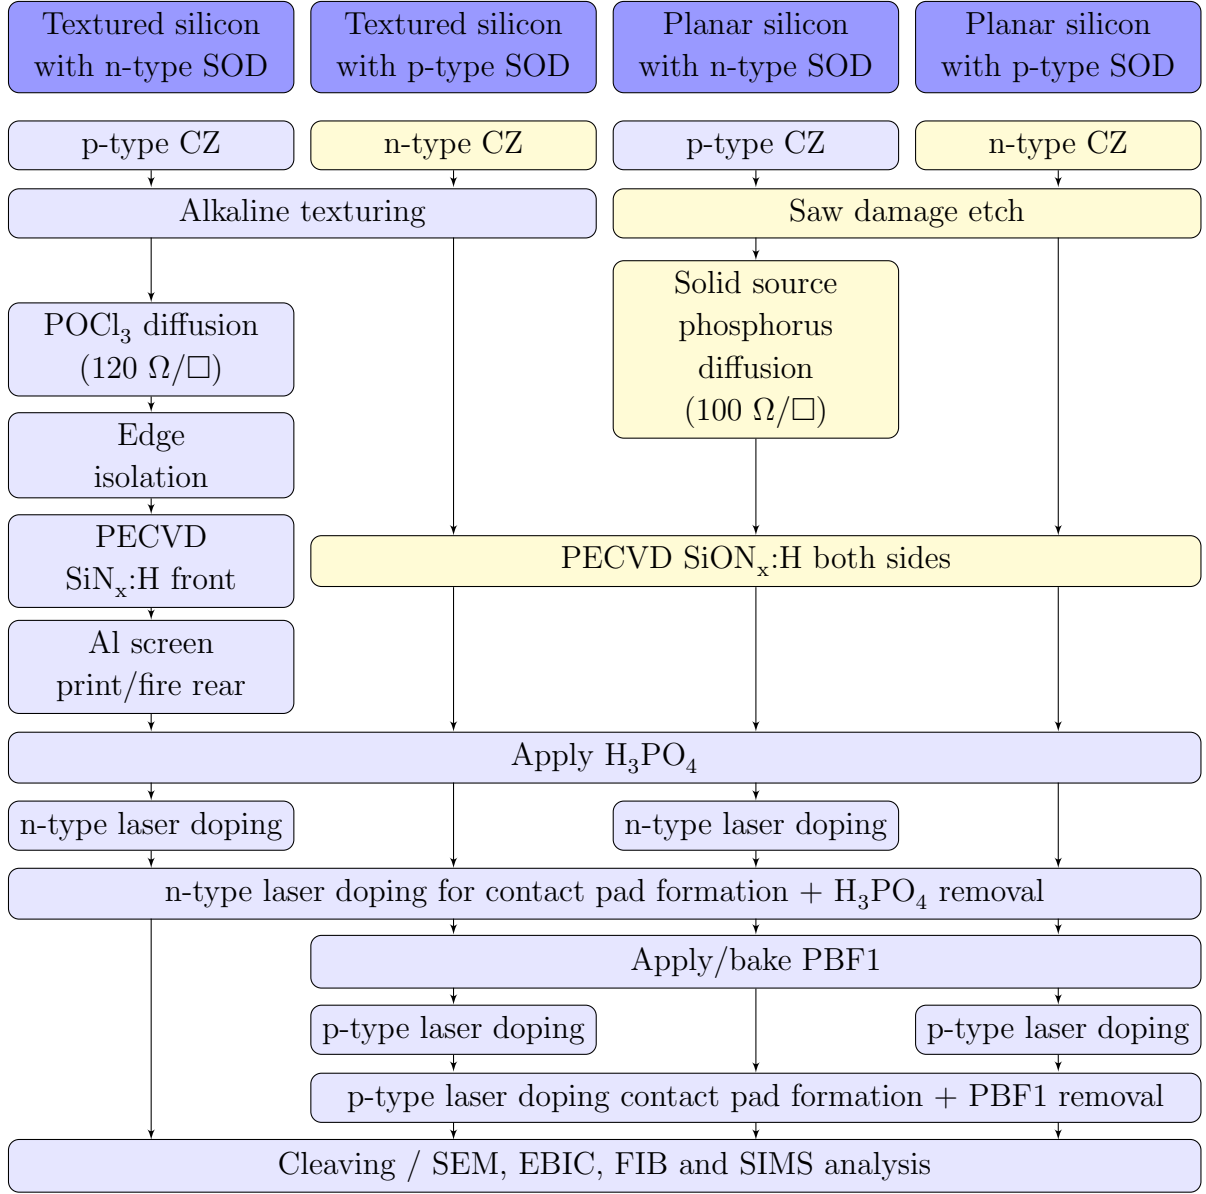 Textured silicon
with n-type SOD
Textured silicon
with p-type SOD
Planar silicon
with n-type SOD
Planar silicon
with p-type SOD
p-type CZ
n-type CZ
p-type CZ
n-type CZ
Alkaline texturing
Saw damage etch
Solid source
phosphorus
diffusion
(100 Ω/□)
POCl₃ diffusion
(120 Ω/□)
Edge
isolation
PECVD
SiNₓ:H front
PECVD SiONₓ:H both sides
Al screen
print/fire rear
Apply H₃PO₄
n-type laser doping
n-type laser doping
n-type laser doping for contact pad formation + H₃PO₄ removal
Apply/bake PBF1
p-type laser doping
p-type laser doping
p-type laser doping contact pad formation + PBF1 removal
Cleaving / SEM, EBIC, FIB and SIMS analysis